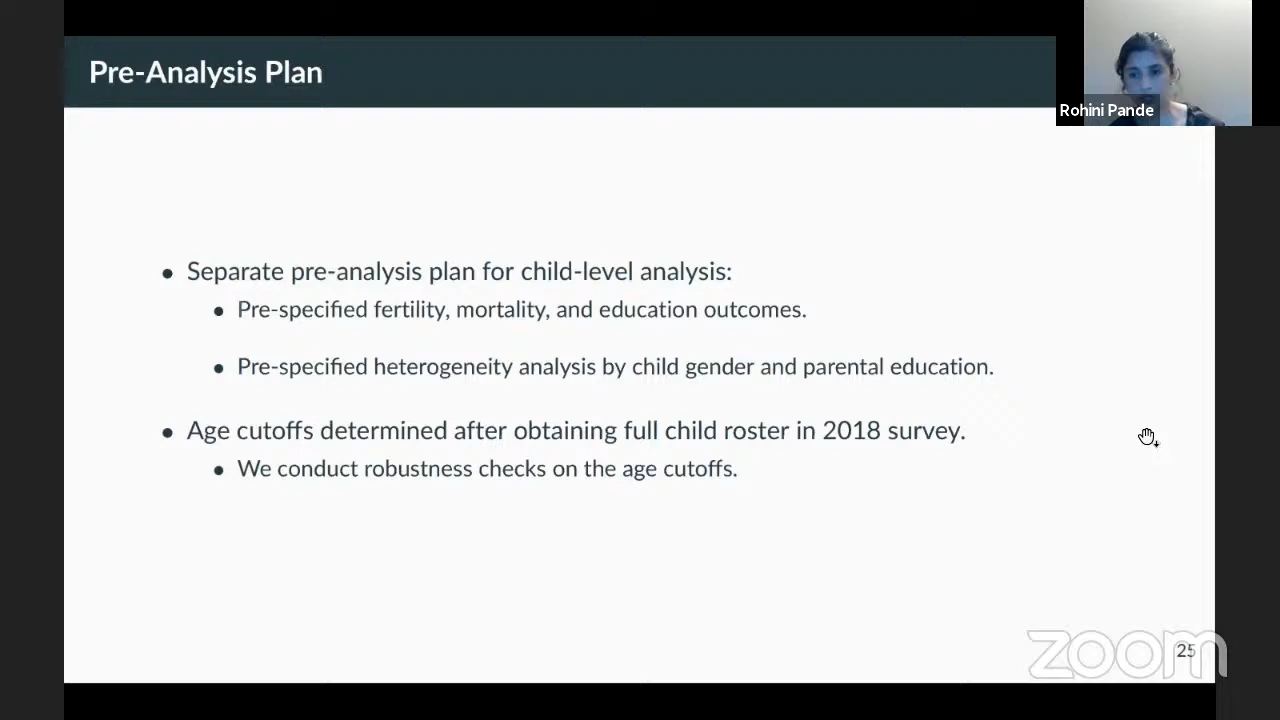 Pre-Analysis Plan
Rohini Pande
• Separate pre-analysis plan for child-level analysis:
• Pre-specified fertility, mortality, and education outcomes.
• Pre-specified heterogeneity analysis by child gender and parental education.
• Age cutoffs determined after obtaining full child roster in 2018 survey.
• We conduct robustness checks on the age cutoffs.
zoom
25